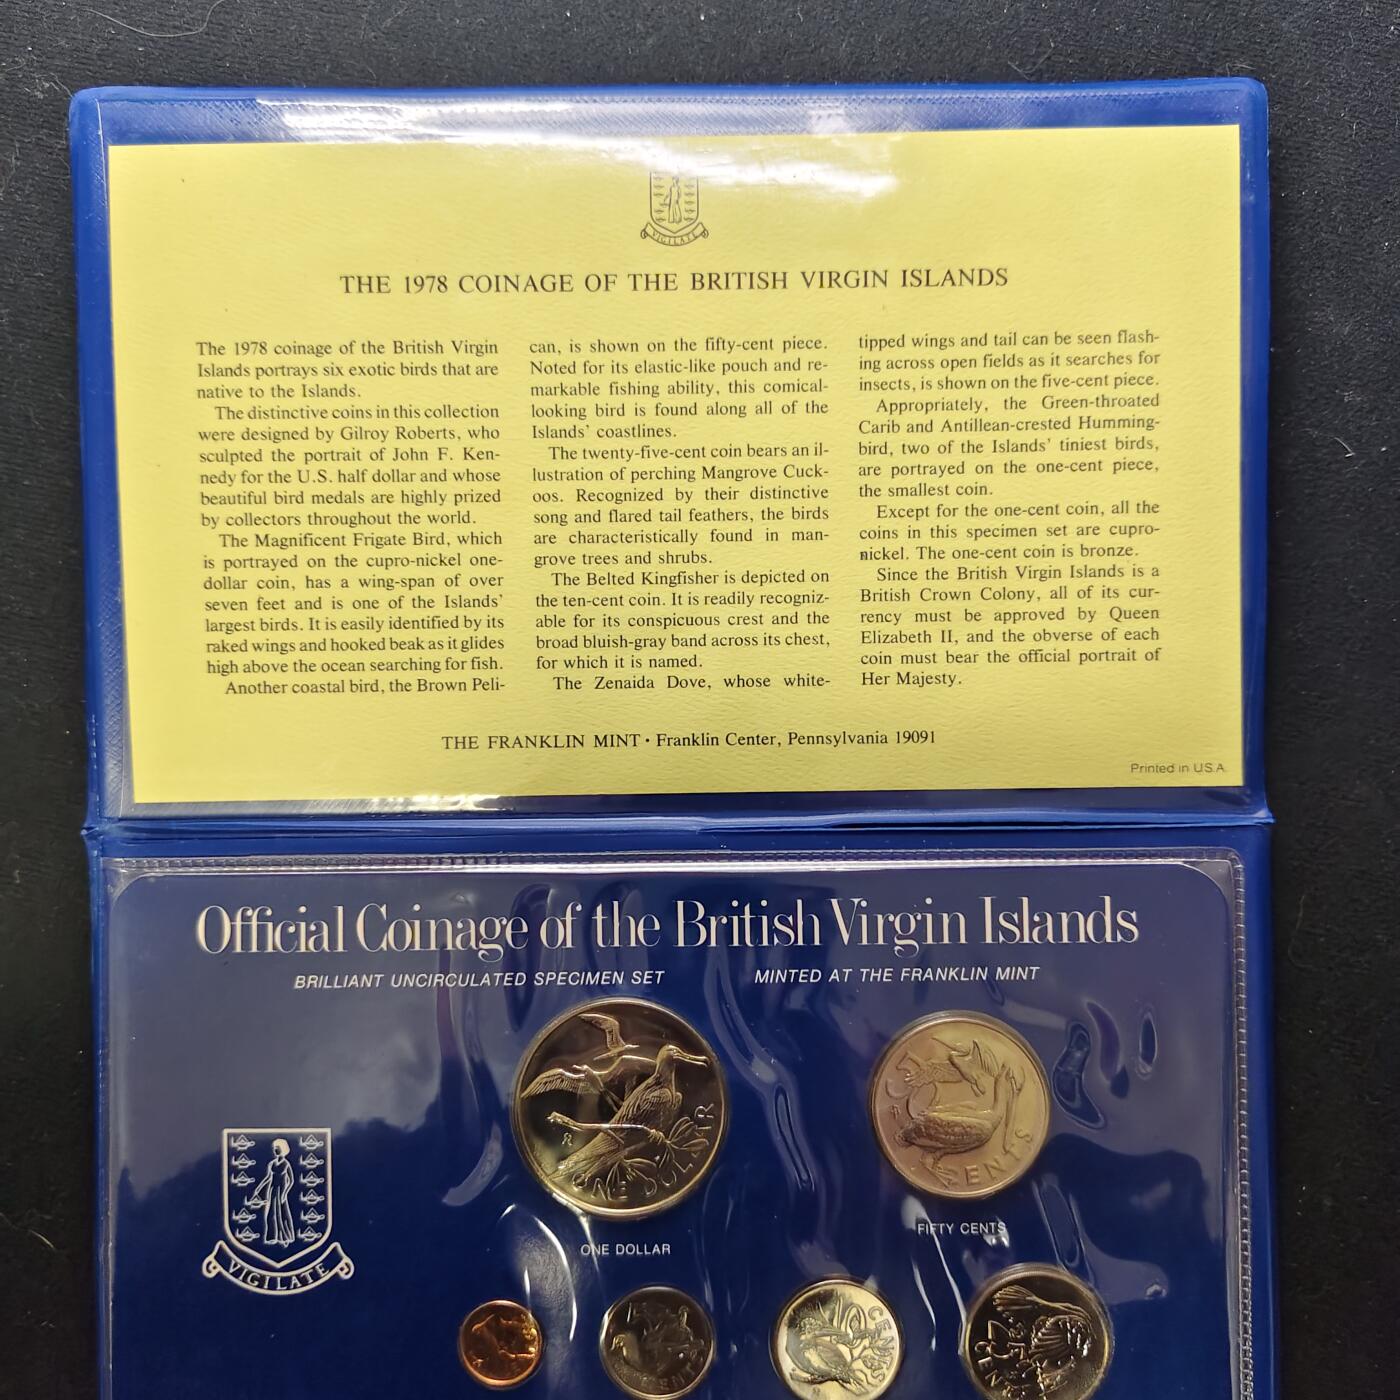 VIGILATE
THE 1978 COINAGE OF THE BRITISH VIRGIN ISLANDS
The 1978 coinage of the British Virgin
Islands portrays six exotic birds that are
native to the Islands.
The distinctive coins in this collection
were designed by Gilroy Roberts, who
sculpted the portrait of John F. Ken-
nedy for the U.S. half dollar and whose
beautiful bird medals are highly prized
by collectors throughout the world.
The Magnificent Frigate Bird, which
is portrayed on the cupro-nickel one-
dollar coin, has a wing-span of over
seven feet and is one of the Islands'
largest birds. It is easily identified by its
raked wings and hooked beak as it glides
high above the ocean searching for fish.
Another coastal bird, the Brown Peli-
can, is shown on the fifty-cent piece.
Noted for its elastic-like pouch and re-
markable fishing ability, this comical-
looking bird is found along all of the
Islands' coastlines.
The twenty-five-cent coin bears an il-
lustration of perching Mangrove Cuck-
oos. Recognized by their distinctive
song and flared tail feathers, the birds
are characteristically found in man-
grove trees and shrubs.
The Belted Kingfisher is depicted on
the ten-cent coin. It is readily recogniz-
able for its conspicuous crest and the
broad bluish-gray band across its chest,
for which it is named.
The Zenaida Dove, whose white-
tipped wings and tail can be seen flash-
ing across open fields as it searches for
insects, is shown on the five-cent piece.
Appropriately, the Green-throated
Carib and Antillean-crested Humming-
bird, two of the Islands' tiniest birds,
are portrayed on the one-cent piece,
the smallest coin.
Except for the one-cent coin, all the
coins in this specimen set are cupro-
nickel. The one-cent coin is bronze.
Since the British Virgin Islands is a
British Crown Colony, all of its cur-
rency must be approved by Queen
Elizabeth II, and the obverse of each
coin must bear the official portrait of
Her Majesty.
THE FRANKLIN MINT • Franklin Center, Pennsylvania 19091
Printed in U.S.A.
Official Coinage of the British Virgin Islands
BRILLIANT UNCIRCULATED SPECIMEN SET
MINTED AT THE FRANKLIN MINT
ONE DOLLAR
CENTS
VIGILATE
ONE DOLLAR
FIFTY CENTS
CENTS
10 CENTS
25 CENTS